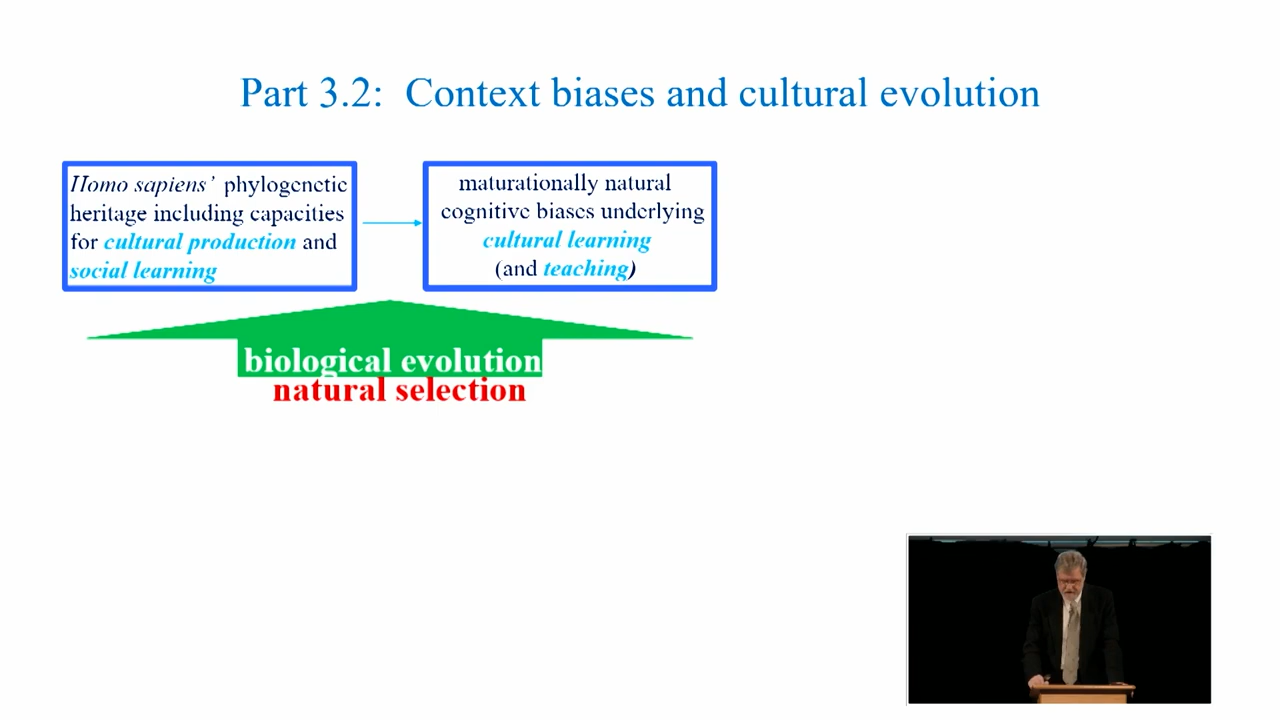 Part 3.2: Context biases and cultural evolution
Homo sapiens’ phylogenetic
heritage including capacities
for cultural production and
social learning
maturationally natural
cognitive biases underlying
cultural learning
(and teaching)
biological evolution
natural selection